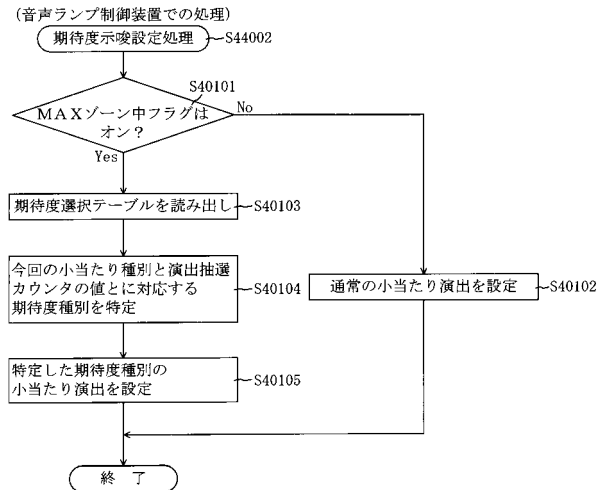 (音声ランプ制御装置での処理)
期待度示唆設定処理
S44002
S40101
MAXゾーン中フラグは
オン?
No
Yes
期待度選択テーブルを読み出し
S40103
今回の小当たり種別と演出抽選
カウンタの値とに対応する
期待度種別を特定
S40104
通常の小当たり演出を設定
S40102
特定した期待度種別の
小当たり演出を設定
S40105
終 了